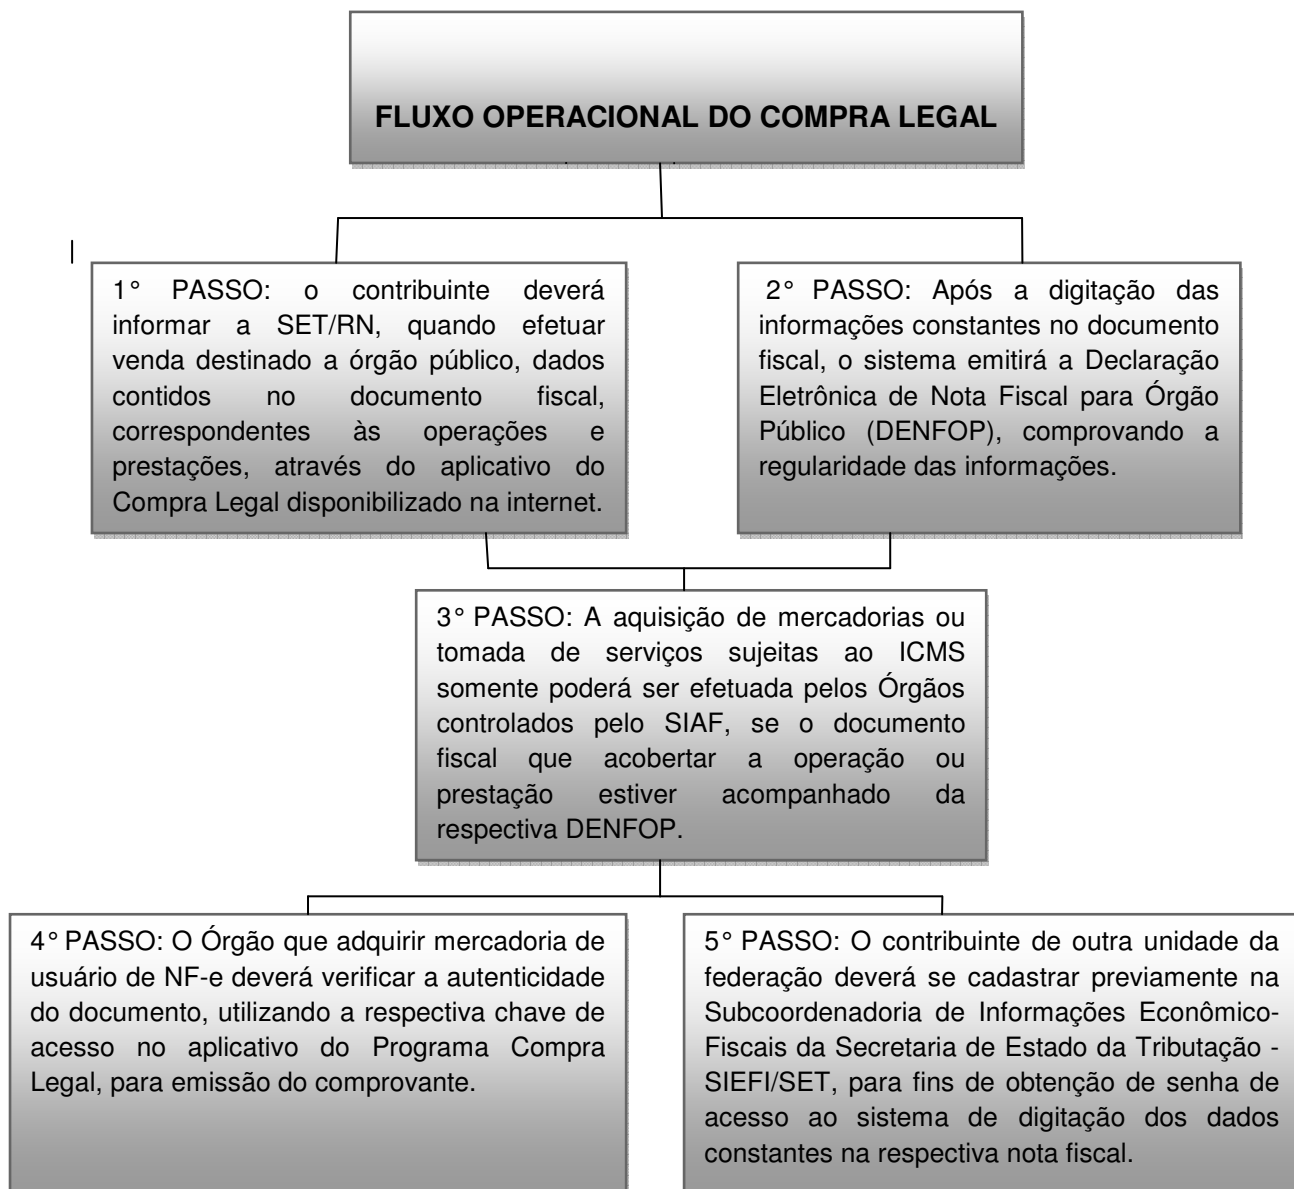 FLUXO OPERACIONAL DO COMPRA LEGAL
1° PASSO: o contribuinte deverá
informar a SET/RN, quando efetuar
venda destinado a órgão público, dados
contidos no documento fiscal,
correspondentes às operações e
prestações, através do aplicativo do
Compra Legal disponibilizado na internet.
2° PASSO: Após a digitação das
informações constantes no documento
fiscal, o sistema emitirá a Declaração
Eletrônica de Nota Fiscal para Órgão
Público (DENFOP), comprovando a
regularidade das informações.
3° PASSO: A aquisição de mercadorias ou
tomada de serviços sujeitas ao ICMS
somente poderá ser efetuada pelos Órgãos
controlados pelo SIAF, se o documento
fiscal que acobertar a operação ou
prestação estiver acompanhado da
respectiva DENFOP.
4° PASSO: O Órgão que adquirir mercadoria de
usuário de NF-e deverá verificar a autenticidade
do documento, utilizando a respectiva chave de
acesso no aplicativo do Programa Compra
Legal, para emissão do comprovante.
5° PASSO: O contribuinte de outra unidade da
federação deverá se cadastrar previamente na
Subcoordenadoria de Informações Econômico-
Fiscais da Secretaria de Estado da Tributação -
SIEFI/SET, para fins de obtenção de senha de
acesso ao sistema de digitação dos dados
constantes na respectiva nota fiscal.